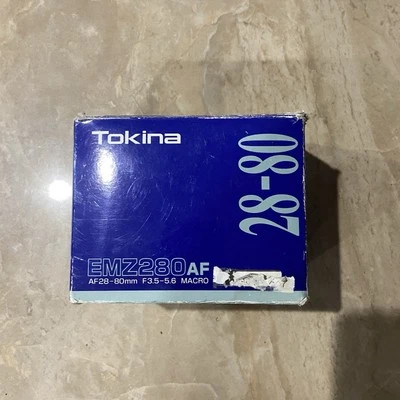 Tokina
28-80
EMZ280AF
AF28-80mm F3.5-5.6 MACRO